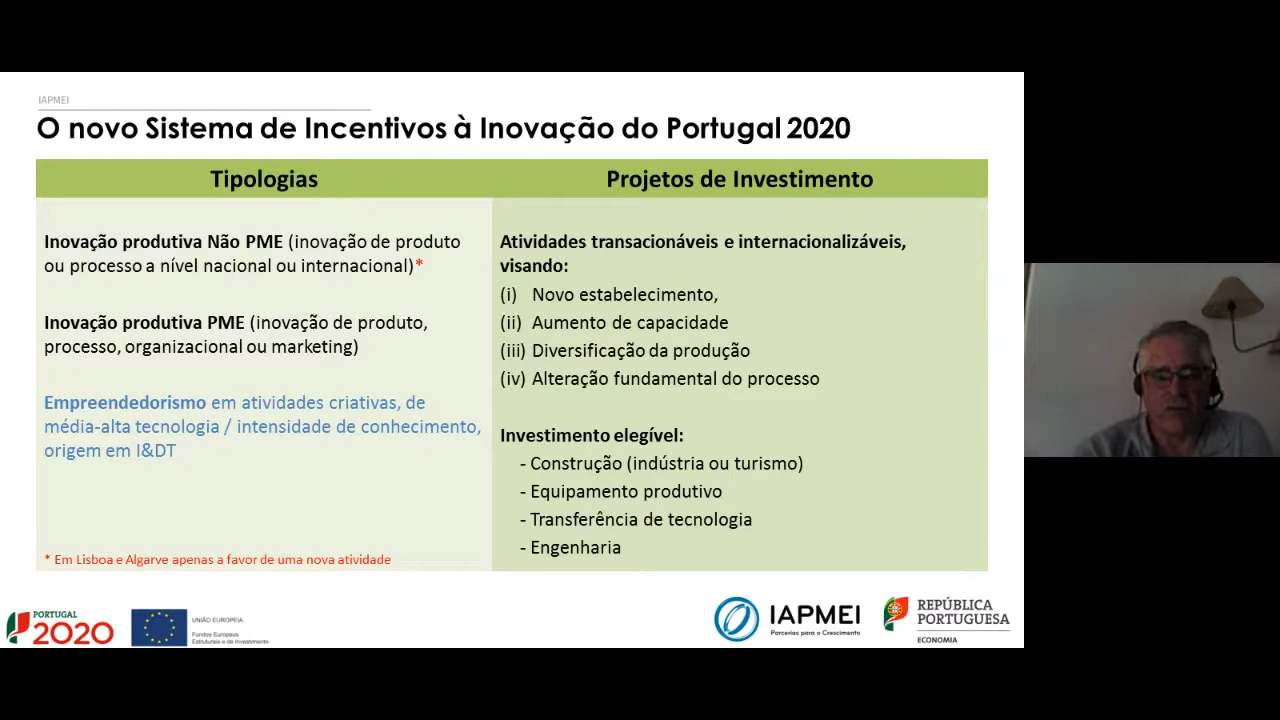 IAPMEI
O novo Sistema de Incentivos à Inovação do Portugal 2020
Tipologias
Inovação produtiva Não PME (inovação de produto
ou processo a nível nacional ou internacional)*
Inovação produtiva PME (inovação de produto,
processo, organizacional ou marketing)
Empreendedorismo em atividades criativas, de
média-alta tecnologia / intensidade de conhecimento,
origem em I&DT
* Em Lisboa e Algarve apenas a favor de uma nova atividade
Projetos de Investimento
Atividades transacionáveis e internacionalizáveis,
visando:
(i) Novo estabelecimento,
(ii) Aumento de capacidade
(iii) Diversificação da produção
(iv) Alteração fundamental do processo
Investimento elegível:
- Construção (indústria ou turismo)
- Equipamento produtivo
- Transferência de tecnologia
- Engenharia
PORTUGAL
2020
UNIÃO EUROPEIA
Fundos Europeus
Estruturais e de Investimento
IAPMEI
Parcerias para o Crescimento
REPÚBLICA
PORTUGUESA
ECONOMIA